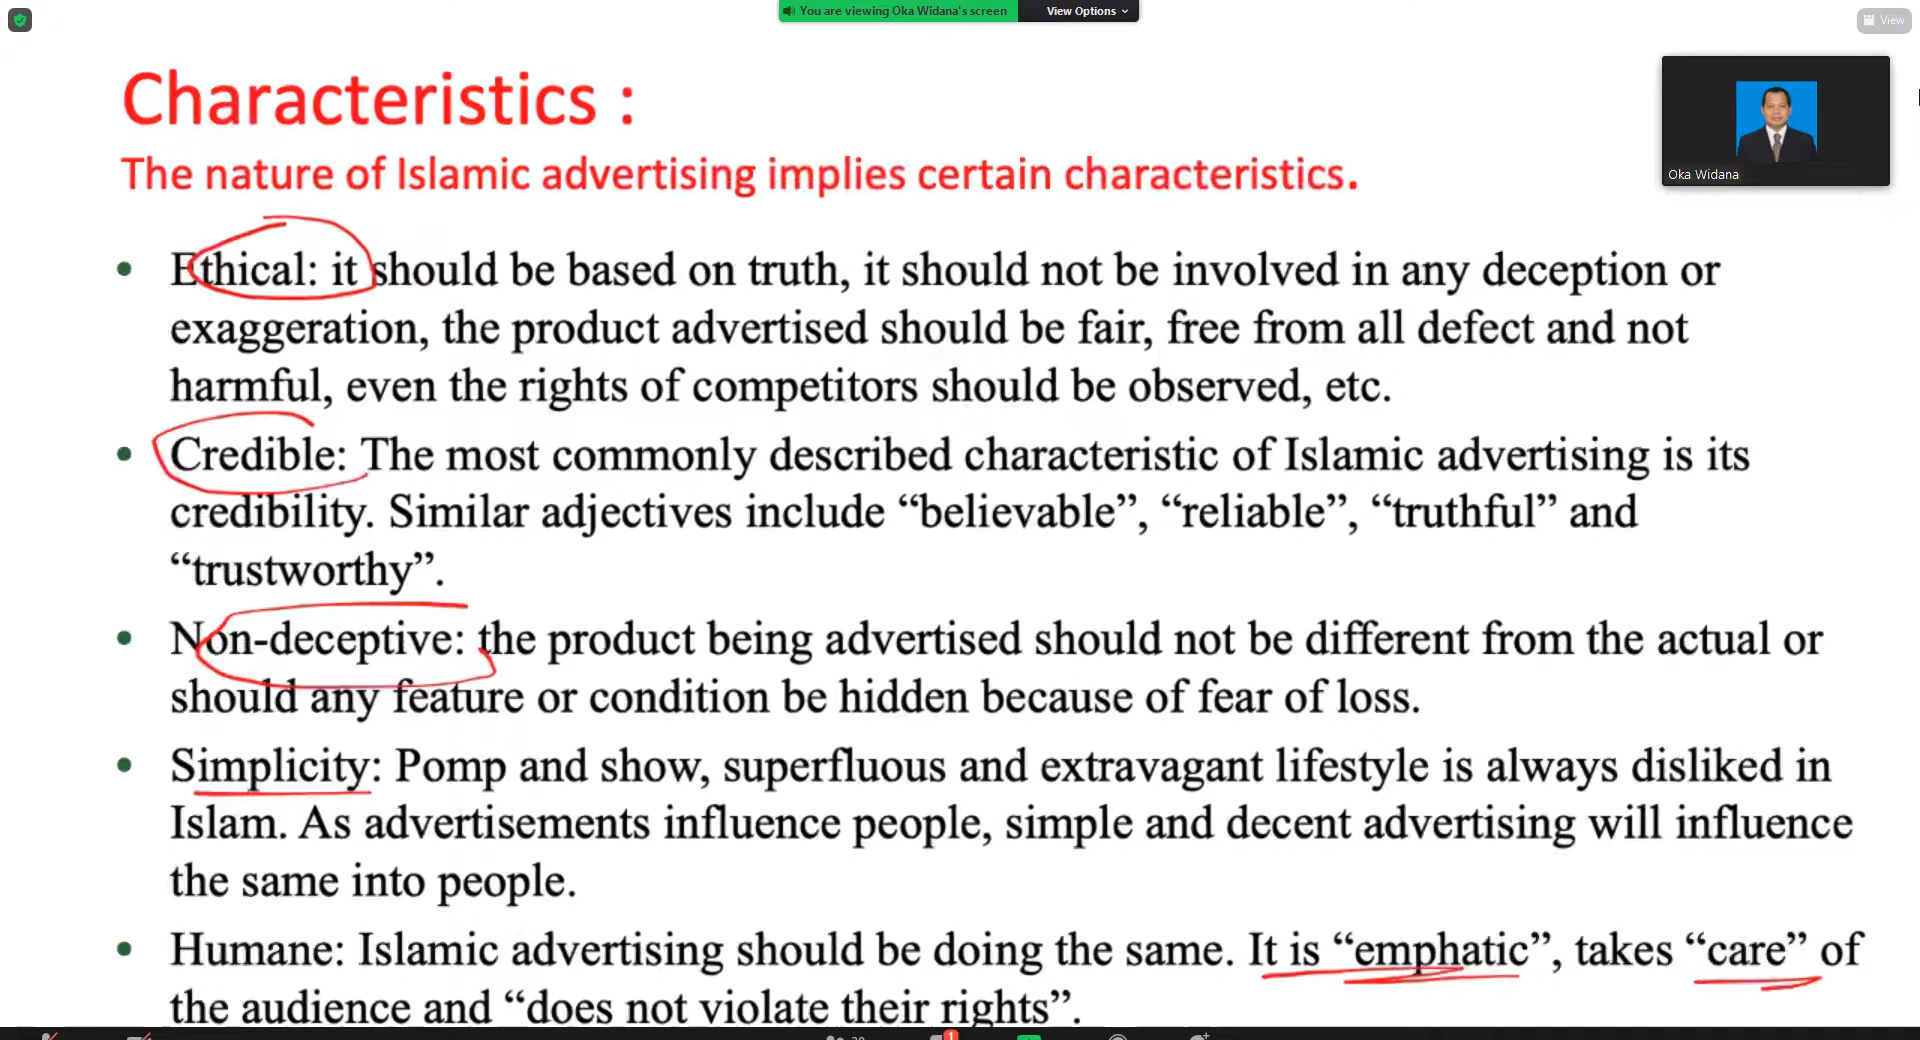 You are viewing Oka Widana's screen
View Options
View
Characteristics :
The nature of Islamic advertising implies certain characteristics.
Oka Widana
• Ethical: it should be based on truth, it should not be involved in any deception or
exaggeration, the product advertised should be fair, free from all defect and not
harmful, even the rights of competitors should be observed, etc.
• Credible: The most commonly described characteristic of Islamic advertising is its
credibility. Similar adjectives include “believable”, “reliable”, “truthful” and
“trustworthy”.
• Non-deceptive: the product being advertised should not be different from the actual or
should any feature or condition be hidden because of fear of loss.
• Simplicity: Pomp and show, superfluous and extravagant lifestyle is always disliked in
Islam. As advertisements influence people, simple and decent advertising will influence
the same into people.
• Humane: Islamic advertising should be doing the same. It is “emphatic”, takes “care” of
the audience and “does not violate their rights”.
1